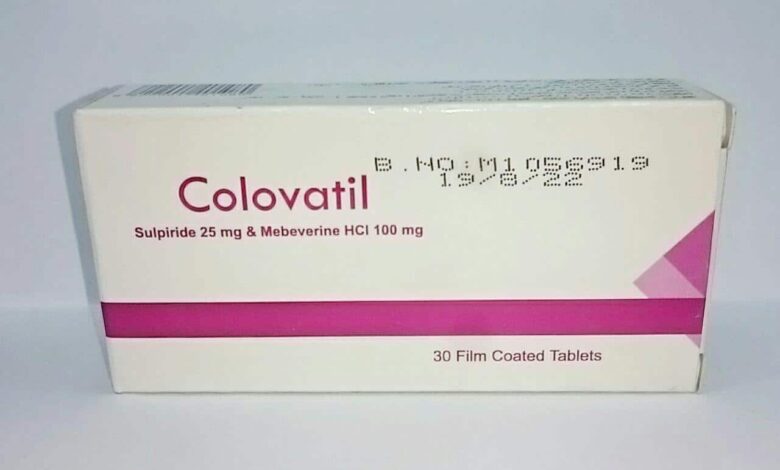 B.NO:M1056919
19/8/22
Colovatil
Sulpiride 25 mg & Mebeverine HCl 100 mg
30 Film Coated Tablets